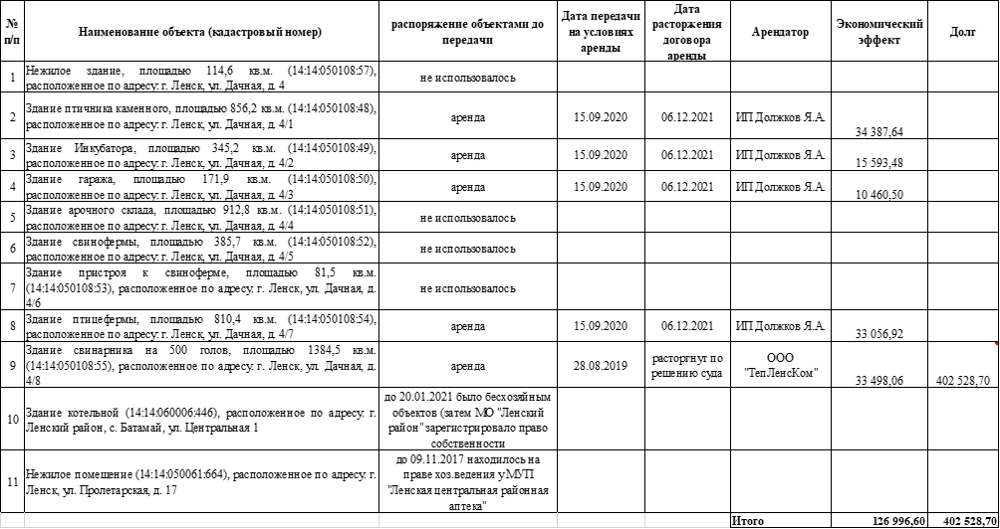 № п/п Наименование объекта (кадастровый номер) распоряжение объектами до передачи Дата передачи на условиях аренды Дата расторжения договора аренды Арендатор Экономический эффект Долг
1 Нежилое здание, площадью 114,6 кв.м. (14:14:050108:57),
расположенное по адресу: г. Ленск, ул. Дачная, д. 4
не использовалось
2 Здание птичника каменного, площадью 856,2 кв.м. (14:14:050108:48),
расположенное по адресу: г. Ленск, ул. Дачная, д. 4/1
аренда 15.09.2020 06.12.2021 ИП Должков Я.А. 34 387,64
3 Здание Инкубатора, площадью 345,2 кв.м. (14:14:050108:49),
расположенное по адресу: г. Ленск, ул. Дачная, д. 4/2
аренда 15.09.2020 06.12.2021 ИП Должков Я.А. 15 593,48
4 Здание гаража, площадью 171,9 кв.м. (14:14:050108:50),
расположенное по адресу: г. Ленск, ул. Дачная, д. 4/3
аренда 15.09.2020 06.12.2021 ИП Должков Я.А. 10 460,50
5 Здание арочного склада, площадью 912,8 кв.м. (14:14:050108:51),
расположенное по адресу: г. Ленск, ул. Дачная, д. 4/4
не использовалось
6 Здание свинофермы, площадью 385,7 кв.м. (14:14:050108:52),
расположенное по адресу: г. Ленск, ул. Дачная, д. 4/5
не использовалось
7 Здание пристроя к свиноферме, площадью 81,5 кв.м.
(14:14:050108:53), расположенное по адресу: г. Ленск, ул. Дачная, д.
4/6
не использовалось
8 Здание птицефермы, площадью 810,4 кв.м. (14:14:050108:54),
расположенное по адресу: г. Ленск, ул. Дачная, д. 4/7
аренда 15.09.2020 06.12.2021 ИП Должков Я.А. 33 056,92
9 Здание свинарника на 500 голов, площадью 1384,5 кв.м.
(14:14:050108:55), расположенное по адресу: г. Ленск, ул. Дачная, д.
4/8
аренда 28.08.2019 расторгнут по решению суда ООО "ТепЛенсКом" 33 498,06 402 528,70
10 Здание котельной (14:14:060006:446), расположенное по адресу: г.
Ленский район, с. Батамай, ул. Центральная 1
до 20.01.2021 было бесхозяйным
объектов (затем МО "Ленский
район" зарегистрировало право
собственности
11 Нежилое помещение (14:14:050061:664), расположенное по адресу: г.
Ленск, ул. Пролетарская, д. 17
до 09.11.2017 находилось на
праве хоз.ведения у МУП
"Ленская центральная районная
аптека"
Итого 126 996,60 402 528,70